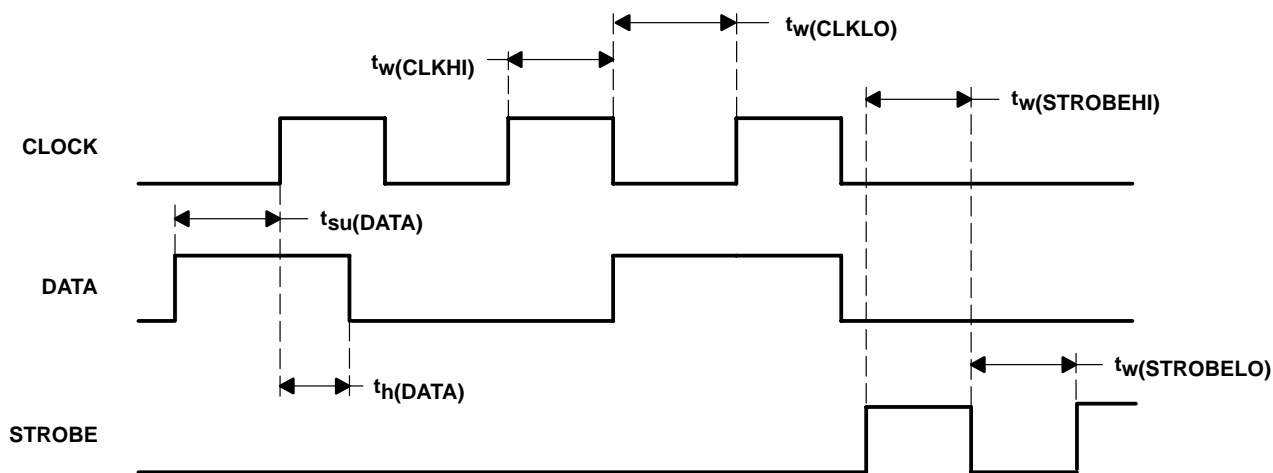 tw(CLKLO)
tw(CLKHI)
tw(STROBEHI)
CLOCK
tsu(DATA)
DATA
tw(STROBELO)
th(DATA)
STROBE